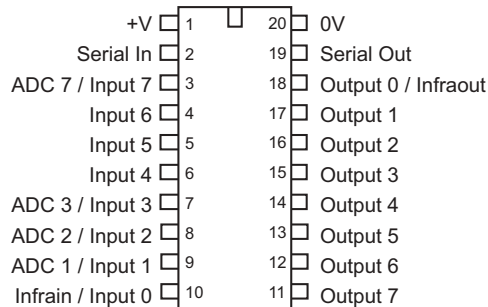 +V 1 20 0V
Serial In 2 19 Serial Out
ADC 7 / Input 7 3 18 Output 0 / Infraout
Input 6 4 17 Output 1
Input 5 5 16 Output 2
Input 4 6 15 Output 3
ADC 3 / Input 3 7 14 Output 4
ADC 2 / Input 2 8 13 Output 5
ADC 1 / Input 1 9 12 Output 6
Infrain / Input 0 10 11 Output 7